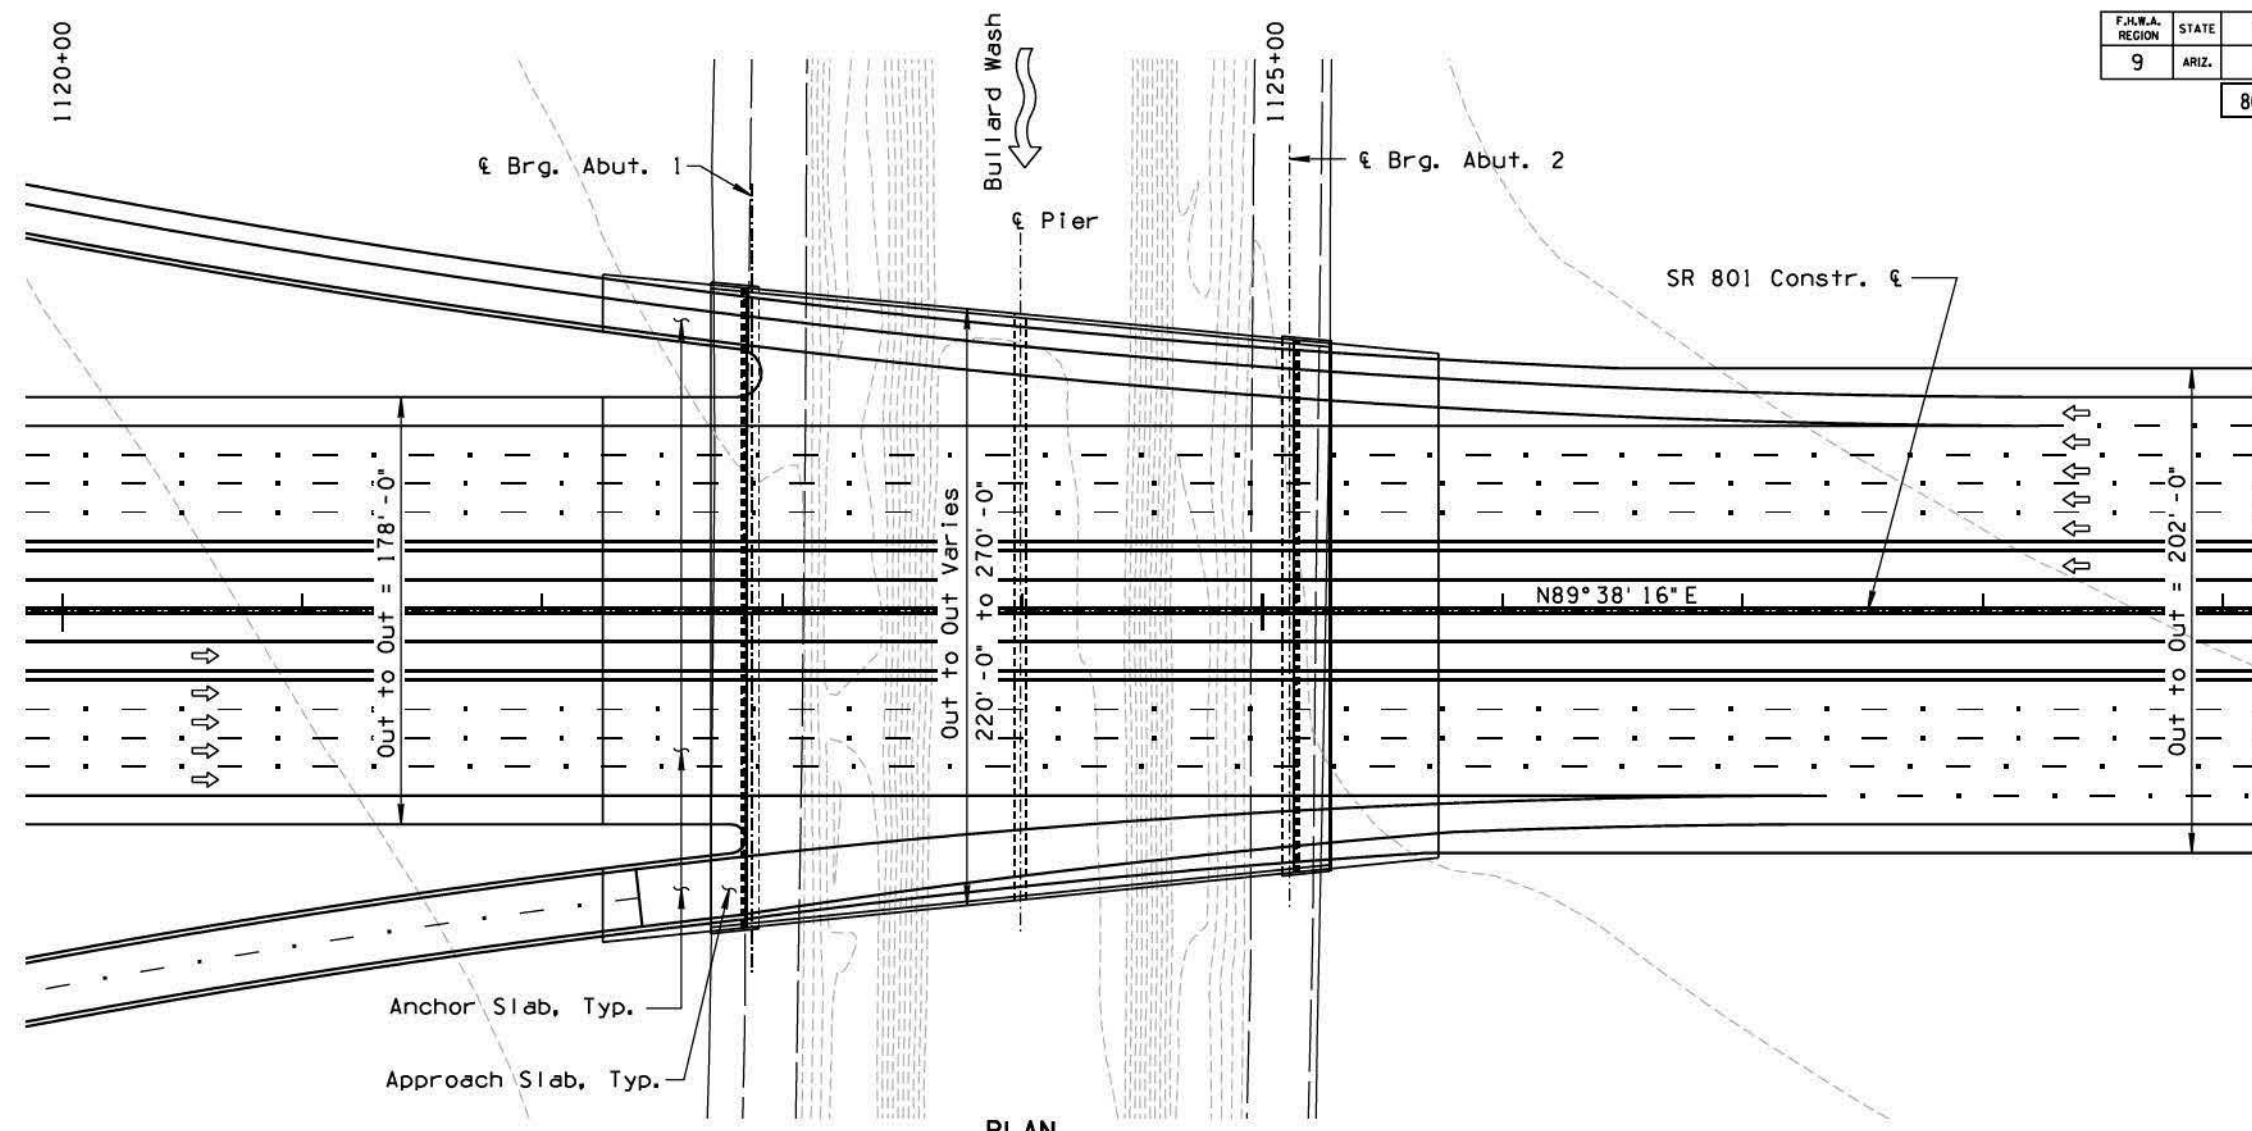 1120+00
Bullard Wash
1125+00
F.H.W.A. REGION
STATE
9
ARIZ.
℄ Brg. Abut. 1
℄ Brg. Abut. 2
℄ Pier
SR 801 Constr. ℄
Out to Out = 178'-0"
Out to Out Varies
220'-0" to 270'-0"
N89°38'16"E
Out to Out = 202'-0"
Anchor Slab, Typ.
Approach Slab, Typ.
PLAN